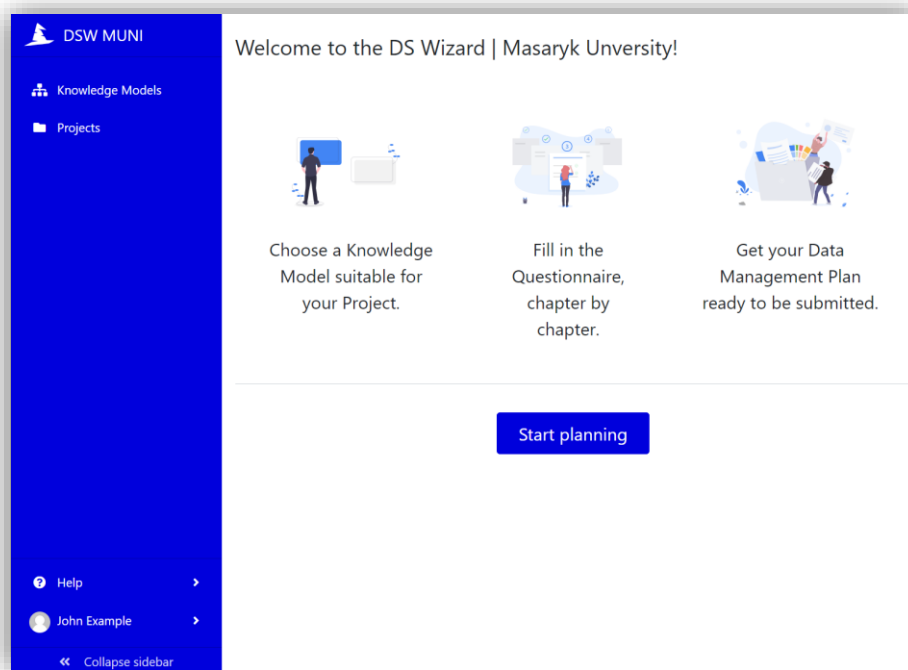 DSW MUNI
Knowledge Models
Projects
Help
John Example
Collapse sidebar
Welcome to the DS Wizard | Masaryk Unversity!
Choose a Knowledge
Model suitable for
your Project.
3
Fill in the
Questionnaire,
chapter by
chapter.
Get your Data
Management Plan
ready to be submitted.
Start planning